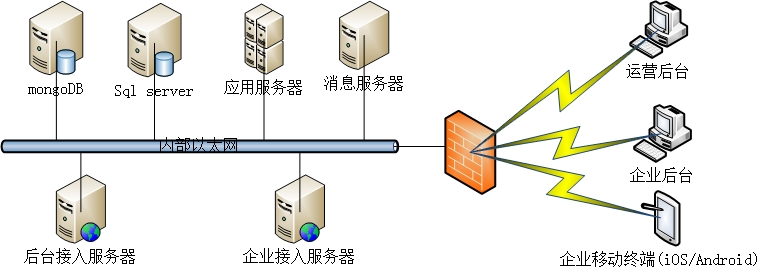 mongoDB
Sql server
应用服务器
消息服务器
运营后台
内部以太网
企业后台
后台接入服务器
企业接入服务器
企业移动终端(iOS/Android)